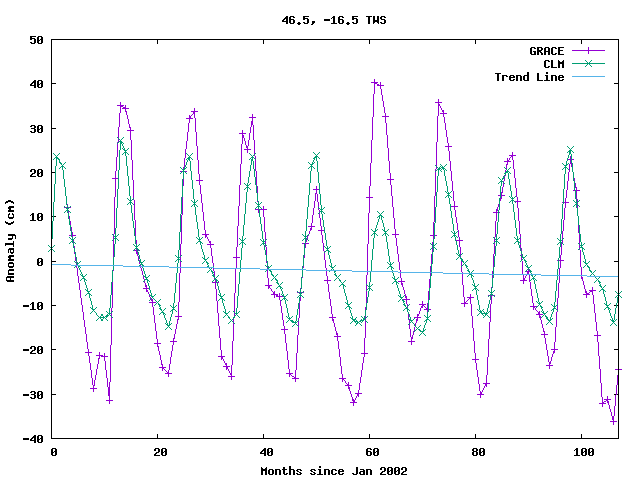 46.5, -16.5 TWS
GRACE
CLM
Trend Line
Anomaly (cm)
50
40
30
20
10
0
-10
-20
-30
-40
0 20 40 60 80 100
Months since Jan 2002